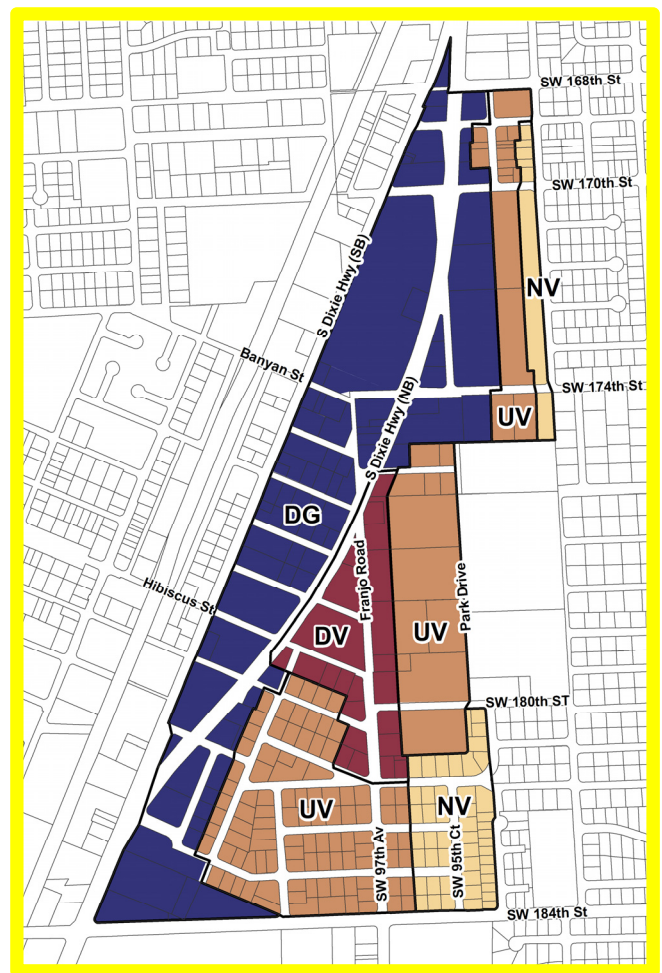 SW 168th St
SW 170th St
S Dixie Hwy (SB)
NV
Banyan St
SW 174th St
S Dixie Hwy (NB)
UV
DG
Franjo Road
Park Drive
Hibiscus St
DV
UV
SW 180th ST
UV
NV
SW 97th Av
SW 95th Ct
SW 184th St